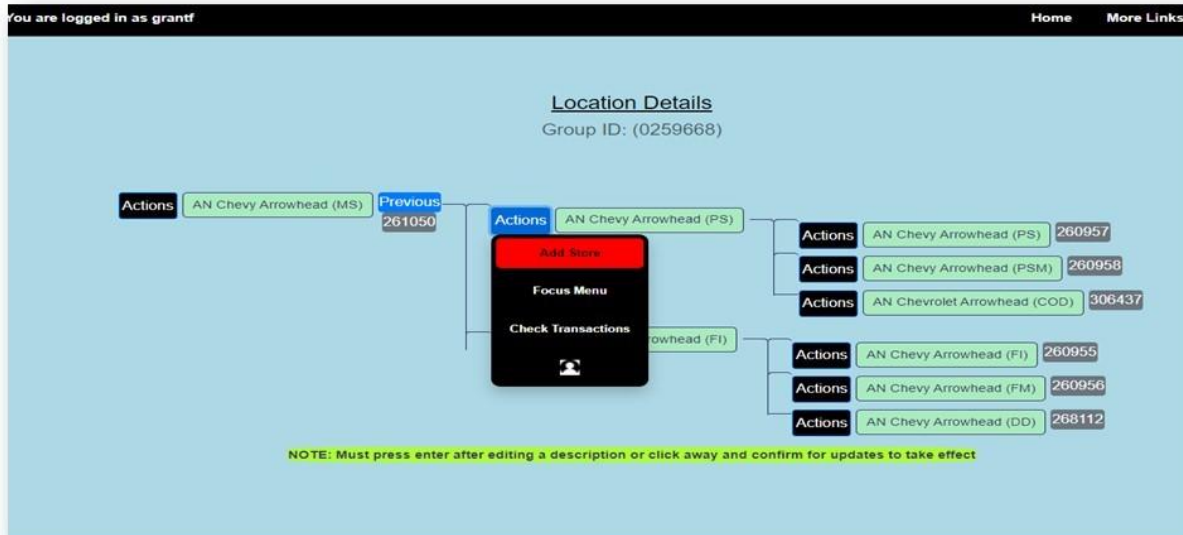 You are logged in as grantf Home More Links
Location Details
Group ID: (0259668)
Actions AN Chevy Arrowhead (MS) Previous
261050
Actions AN Chevy Arrowhead (PS)
Add Store
Focus Menu
Check Transactions
rowhead (FI)
Actions AN Chevy Arrowhead (PS) 260957
Actions AN Chevy Arrowhead (PSM) 260958
Actions AN Chevrolet Arrowhead (COD) 306437
Actions AN Chevy Arrowhead (FI) 260955
Actions AN Chevy Arrowhead (FM) 260956
Actions AN Chevy Arrowhead (DD) 268112
NOTE: Must press enter after editing a description or click away and confirm for updates to take effect